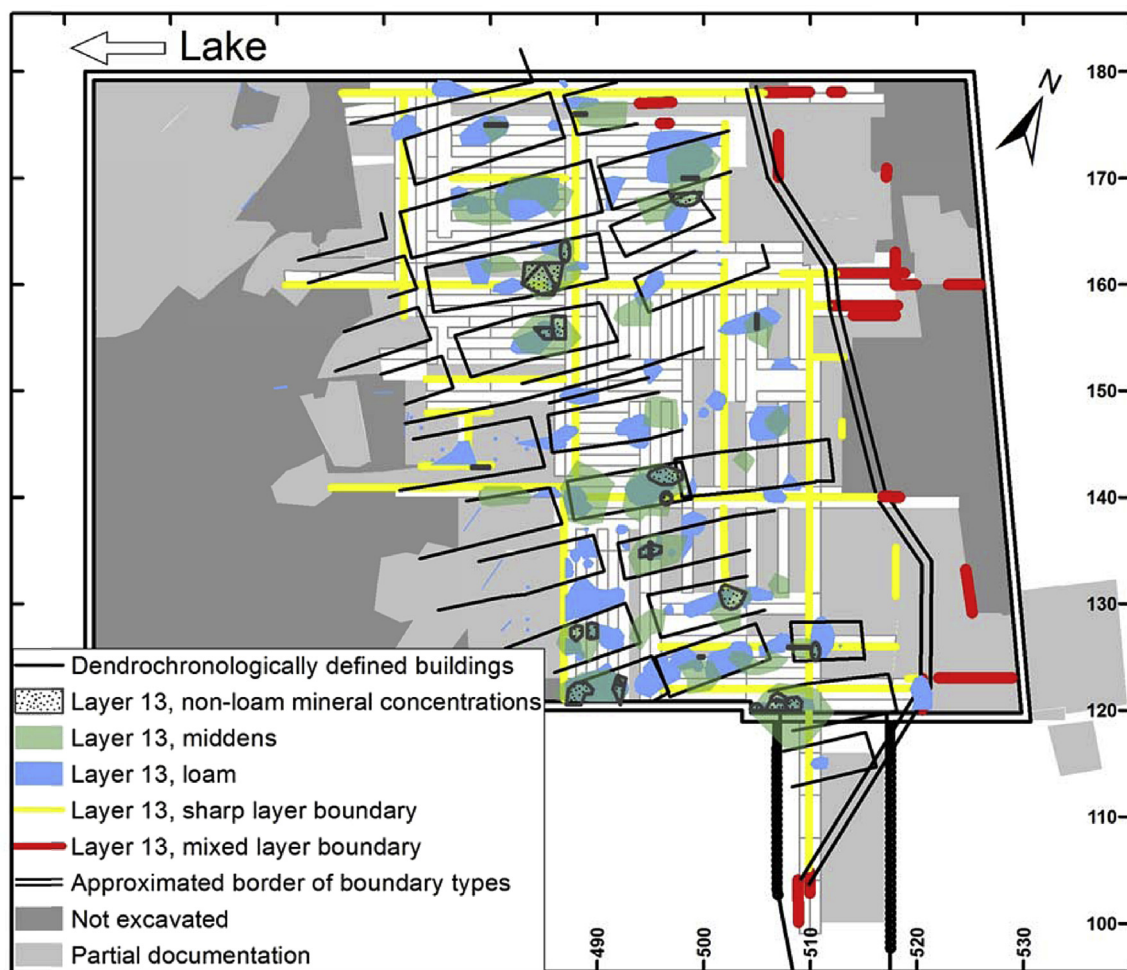 Lake
N
180
170
160
150
140
130
120
110
100
490
500
510
520
530
Dendrochronologically defined buildings
Layer 13, non-loam mineral concentrations
Layer 13, middens
Layer 13, loam
Layer 13, sharp layer boundary
Layer 13, mixed layer boundary
Approximated border of boundary types
Not excavated
Partial documentation